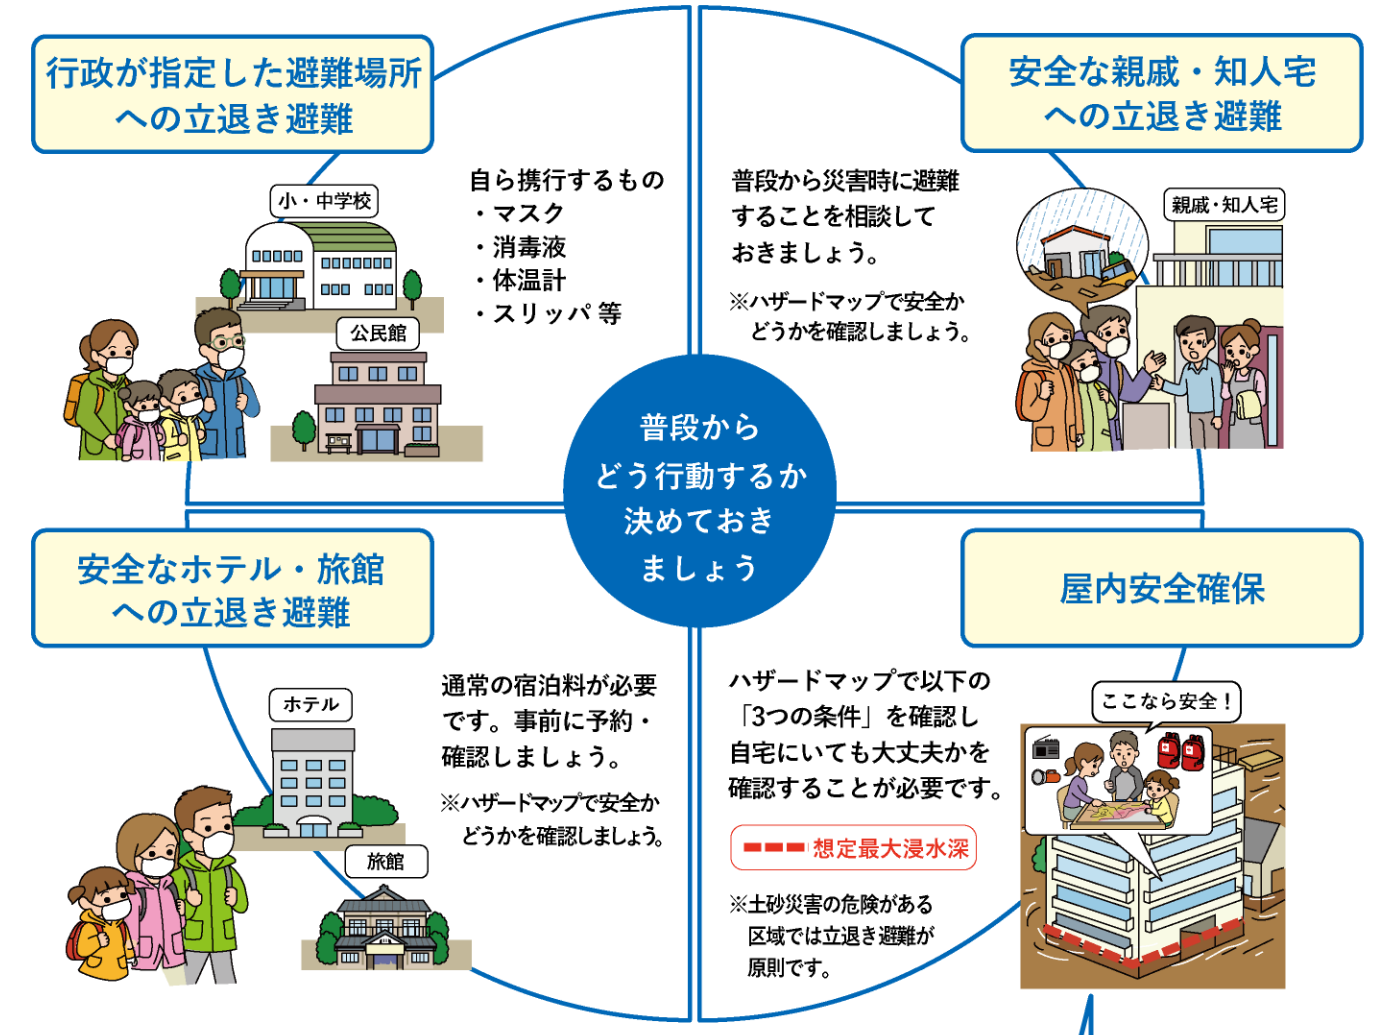 行政が指定した避難場所
への立退き避難
小・中学校
公民館
自ら携行するもの
・マスク
・消毒液
・体温計
・スリッパ 等
安全な親戚・知人宅
への立退き避難
普段から災害時に避難
することを相談して
おきましょう。
※ハザードマップで安全か
どうかを確認しましょう。
親戚・知人宅
普段から
どう行動するか
決めておき
ましょう
安全なホテル・旅館
への立退き避難
ホテル
旅館
通常の宿泊料が必要
です。事前に予約・
確認しましょう。
※ハザードマップで安全か
どうかを確認しましょう。
屋内安全確保
ハザードマップで以下の
「3つの条件」を確認し
自宅にいても大丈夫かを
確認することが必要です。
想定最大浸水深
※土砂災害の危険がある
区域では立退き避難が
原則です。
ここなら安全！